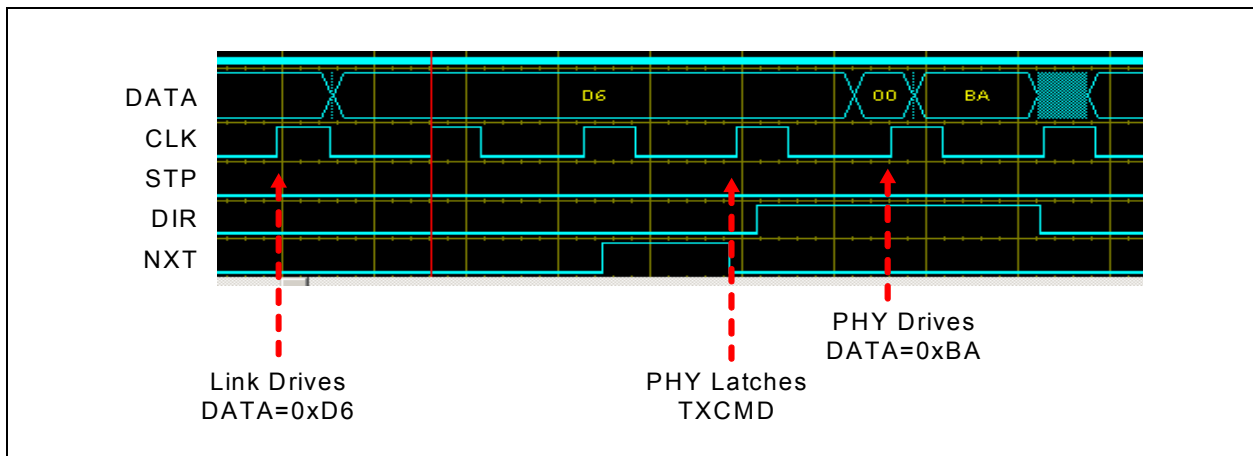 DATA
D6
00
BA
CLK
STP
DIR
NXT
Link Drives
DATA=0xD6
PHY Latches
TXCMD
PHY Drives
DATA=0xBA